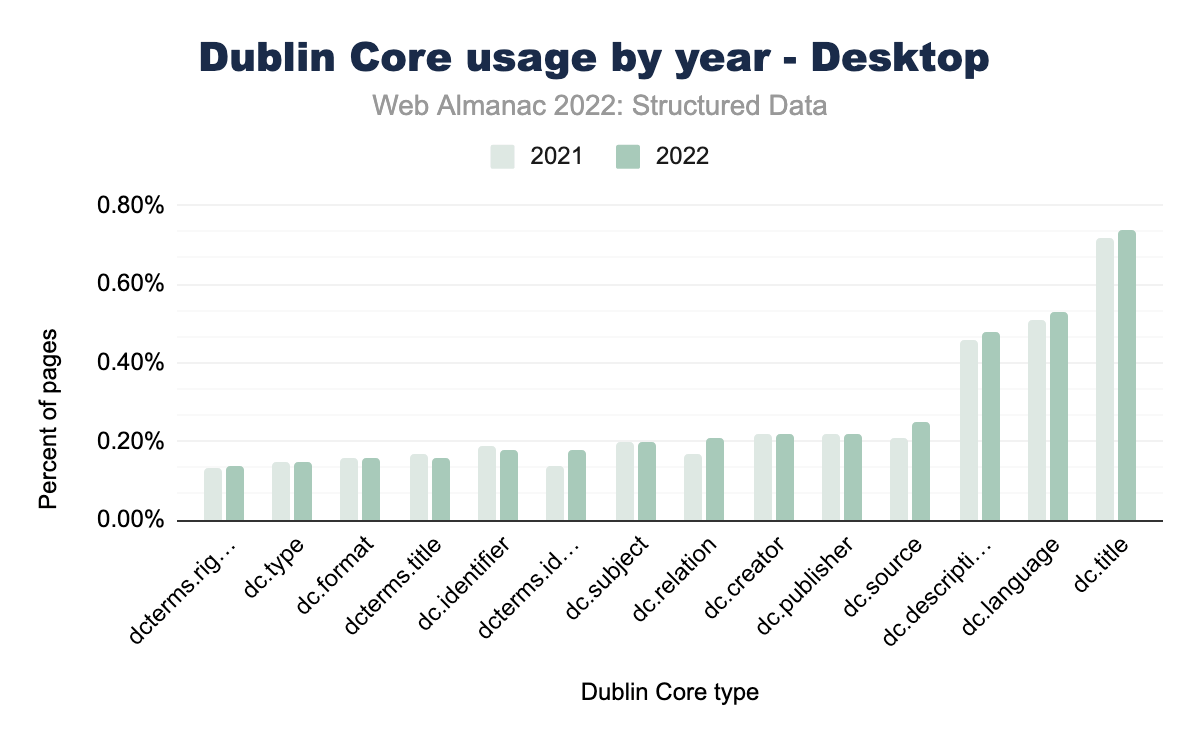 Dublin Core usage by year - Desktop
Web Almanac 2022: Structured Data
2021 2022
0.80%
0.60%
0.40%
0.20%
0.00%
Percent of pages
dcterms.rig…
dc.type
dc.format
dcterms.title
dc.identifier
dcterms.id…
dc.subject
dc.relation
dc.creator
dc.publisher
dc.source
dc.descripti…
dc.language
dc.title
Dublin Core type